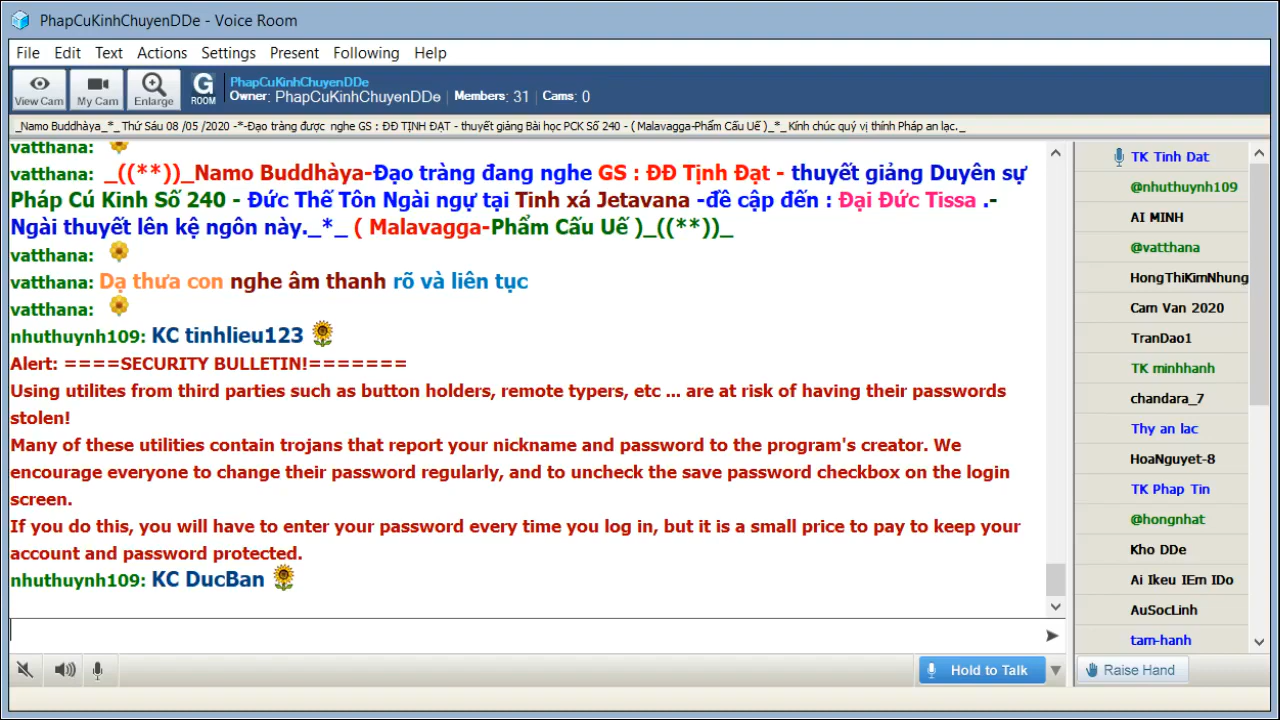 PhapCuKinhChuyenDDe - Voice Room
File Edit Text Actions Settings Present Following Help
View Cam My Cam Enlarge G ROOM
PhapCuKinhChuyenDDe
Owner: PhapCuKinhChuyenDDe Members: 31 Cams: 0
_Namo Buddhàya_*_ Thứ Sáu 08 /05 /2020 -*-Đạo tràng được nghe GS : ĐĐ TỊNH ĐẠT - thuyết giảng Bài học PCK Số 240 - ( Malavagga-Phẩm Cấu Uế )_*_ Kính chúc quý vị thính Pháp an lạc._
vatthana:
vatthana: _((**))_Namo Buddhàya-Đạo tràng đang nghe GS : ĐĐ Tịnh Đạt - thuyết giảng Duyên sự
Pháp Cú Kinh Số 240 - Đức Thế Tôn Ngài ngự tại Tinh xá Jetavana -đề cập đến : Đại Đức Tissa .-
Ngài thuyết lên kệ ngôn này._*_ ( Malavagga-Phẩm Cấu Uế )_((**))_
vatthana:
vatthana: Dạ thưa con nghe âm thanh rõ và liên tục
vatthana:
nhuthuynh109: KC tinhlieu123
Alert: ====SECURITY BULLETIN!=======
Using utilites from third parties such as button holders, remote typers, etc ... are at risk of having their passwords
stolen!
Many of these utilities contain trojans that report your nickname and password to the program's creator. We
encourage everyone to change their password regularly, and to uncheck the save password checkbox on the login
screen.
If you do this, you will have to enter your password every time you log in, but it is a small price to pay to keep your
account and password protected.
nhuthuynh109: KC DucBan
Hold to Talk
TK Tinh Dat
@nhuthuynh109
AI MINH
@vatthana
HongThiKimNhung
Cam Van 2020
TranDao1
TK minhhanh
chandara_7
Thy an lac
HoaNguyet-8
TK Phap Tin
@hongnhat
Kho DDe
Ai Ikeu IEm IDo
AuSocLinh
tam-hanh
Raise Hand